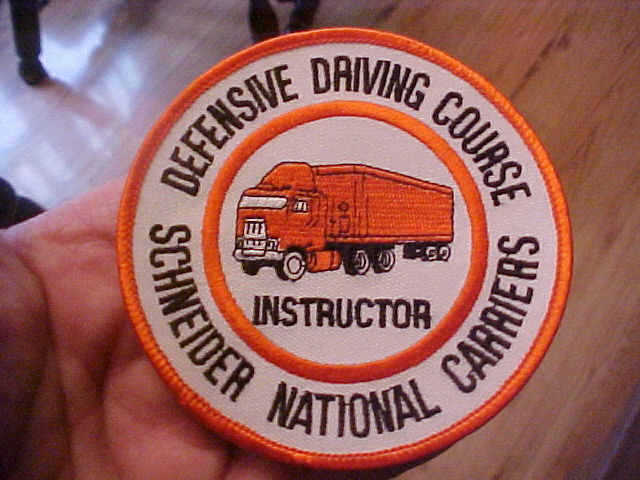 DEFENSIVE DRIVING COURSE
INSTRUCTOR
SCHNEIDER NATIONAL CARRIERS